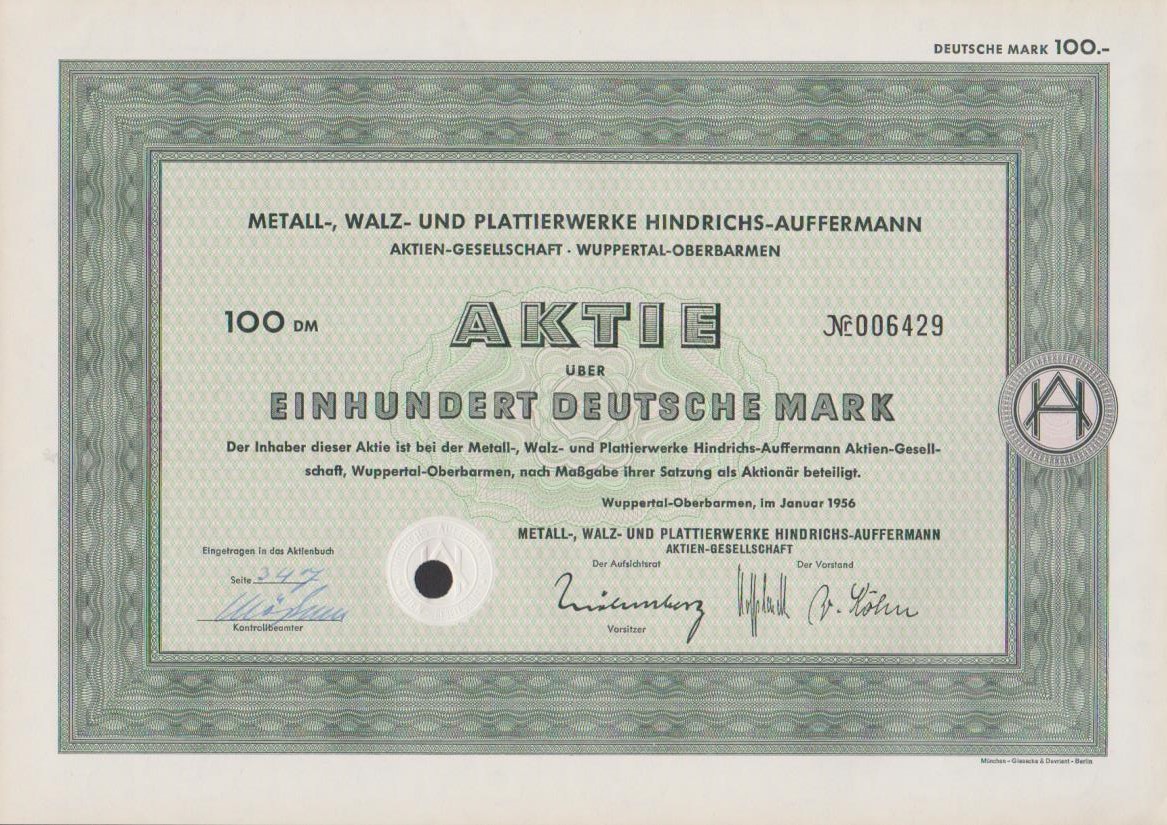 DEUTSCHE MARK 100.-
METALL-, WALZ- UND PLATTIERWERKE HINDRICHS-AUFFERMANN
AKTIEN-GESELLSCHAFT · WUPPERTAL-OBERBARMEN
100 DM AKTIE № 006429
ÜBER
EINHUNDERT DEUTSCHE MARK
Der Inhaber dieser Aktie ist bei der Metall-, Walz- und Plattierwerke Hindrichs-Auffermann Aktien-Gesell-
schaft, Wuppertal-Oberbarmen, nach Maßgabe ihrer Satzung als Aktionär beteiligt.
Wuppertal-Oberbarmen, im Januar 1956
METALL-, WALZ- UND PLATTIERWERKE HINDRICHS-AUFFERMANN
AKTIEN-GESELLSCHAFT
Der Aufsichtsrat Der Vorstand
Vorsitzer
Eingetragen in das Aktienbuch
Seite 347
Kontrollbeamter
München - Giesecke & Devrient - Berlin